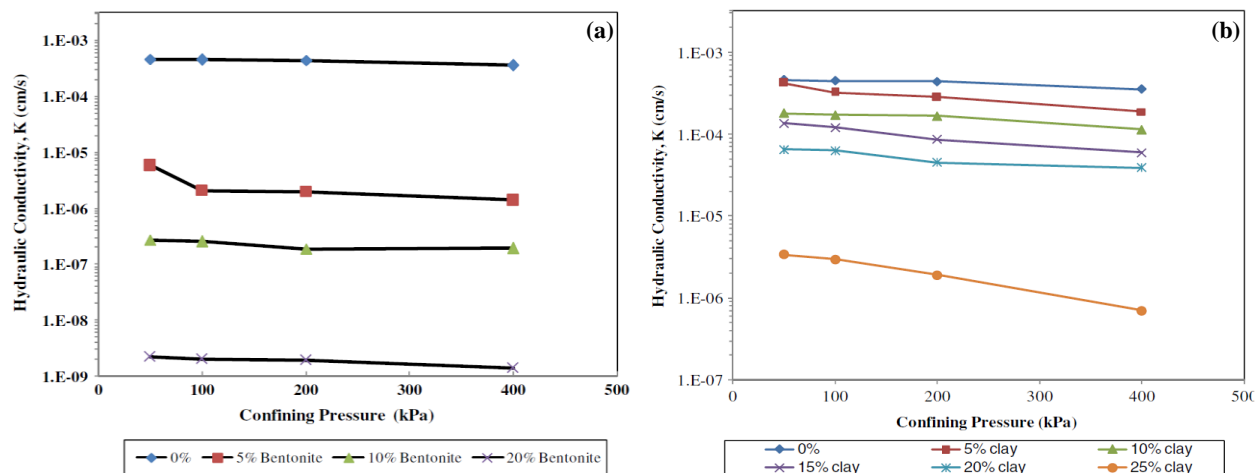 (a)
1.E-03
1.E-04
1.E-05
1.E-06
1.E-07
1.E-08
1.E-09
Hydraulic Conductivity, K (cm/s)
0 100 200 300 400 500
Confining Pressure (kPa)
0% 5% Bentonite 10% Bentonite 20% Bentonite
(b)
1.E-03
1.E-04
1.E-05
1.E-06
1.E-07
Hydraulic Conductivity, K (cm/s)
0 100 200 300 400 500
Confining Pressure (kPa)
0% 5% clay 10% clay
15% clay 20% clay 25% clay